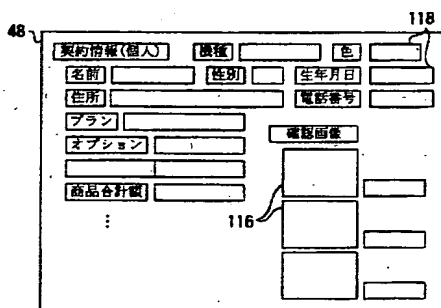 48
118
契約情報(個人) 機種 色
名前 性別 生年月日
住所 電話番号
プラン
確認画像
オプション
商品合計額
116
⋮